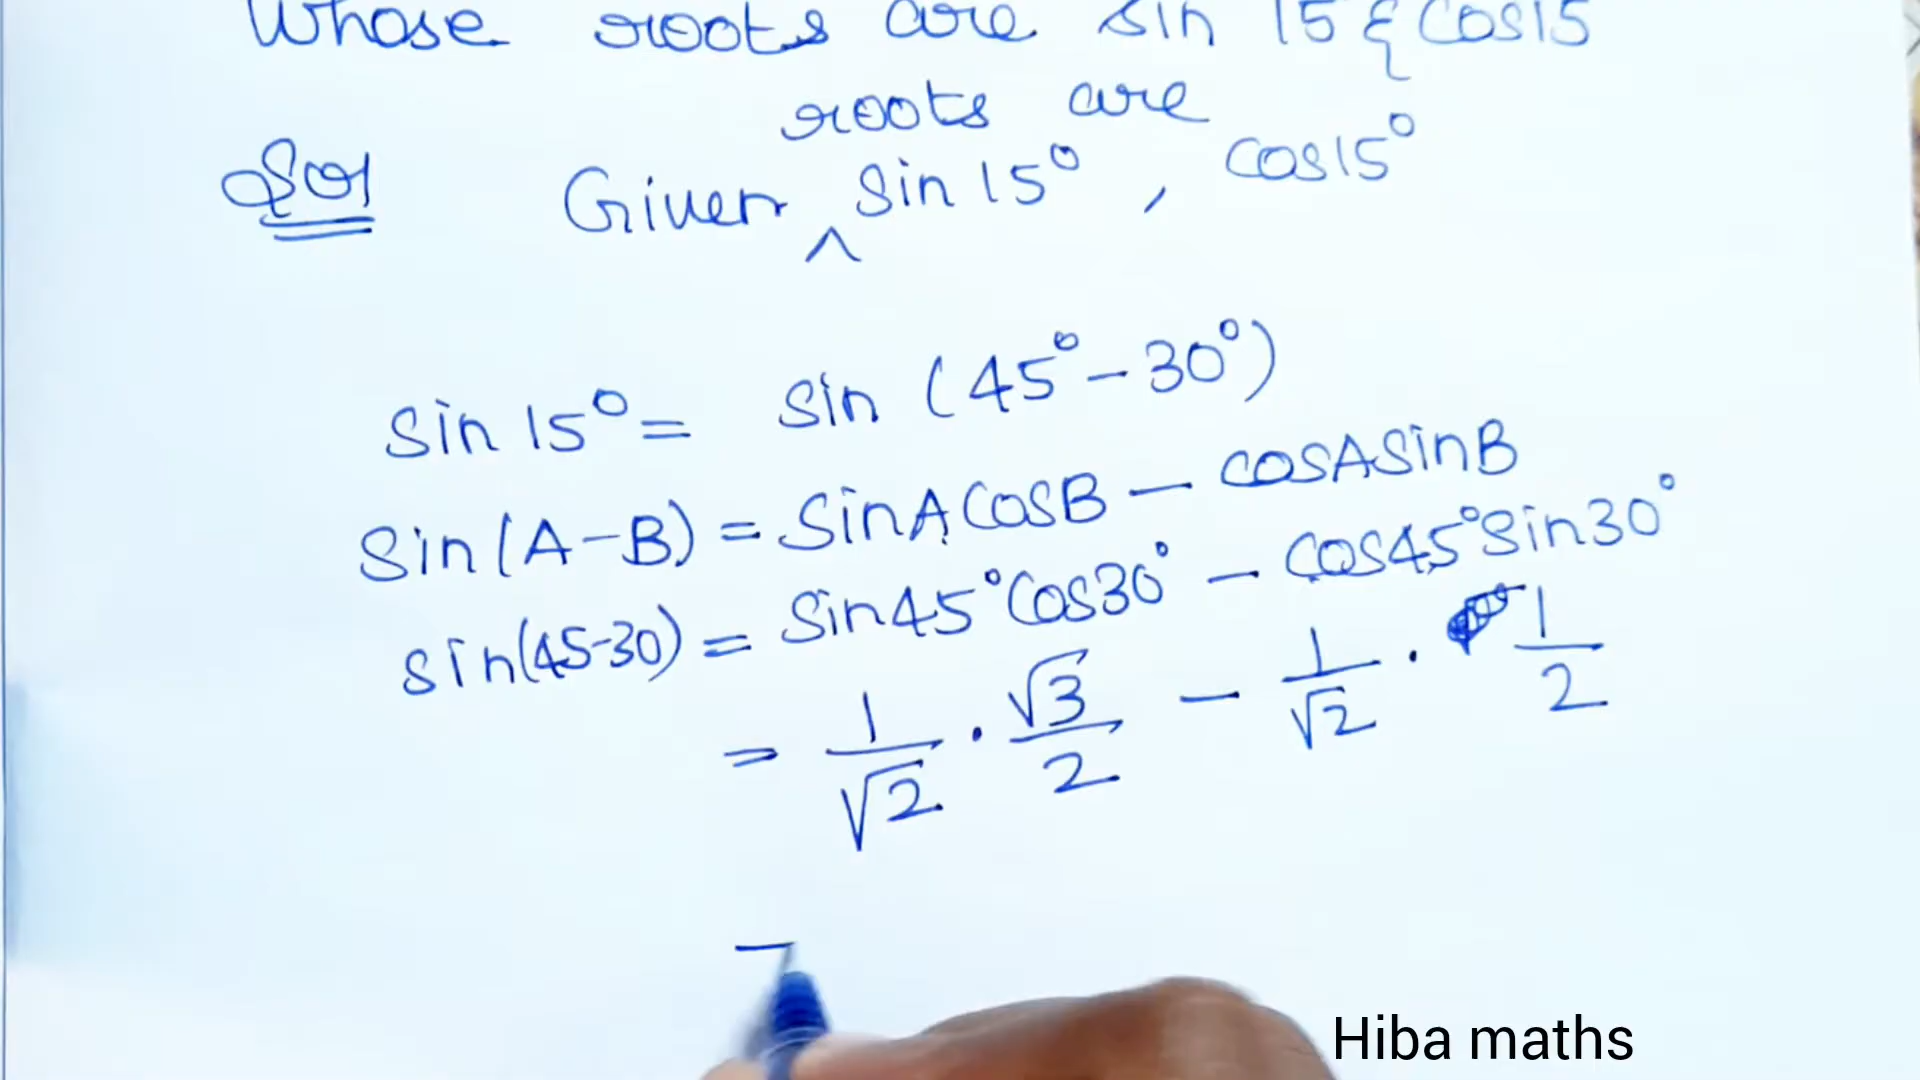 Whose roots are sin 15 & cos15
roots are
Sol Given ^ sin 15° , cos15°
sin 15° = sin (45° - 30°)
Sin(A-B) = SinA CosB - cosA sinB
sin(45-30) = Sin45° Cos30° - cos45° Sin30°
= 1/√2 . √3/2 - 1/√2 . 1/2
Hiba maths